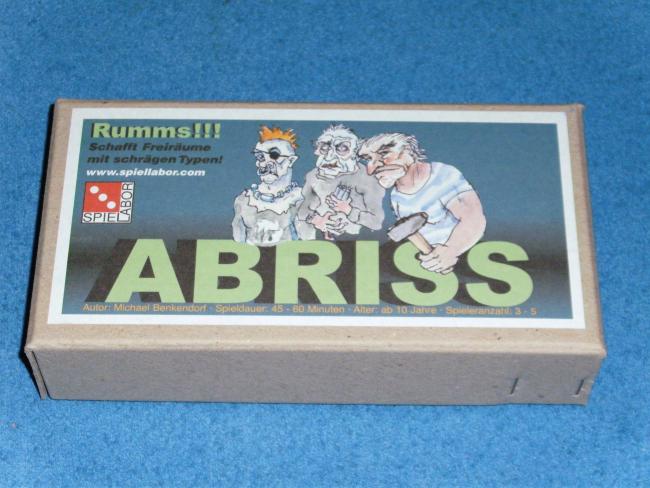 Rumms!!!
Schafft Freiräume
mit schrägen Typen!
www.spiellabor.com
SPIEL
LABOR
ABRISS
Autor: Michael Benkendorf · Spieldauer: 45 - 60 Minuten · Alter: ab 10 Jahre · Spieleranzahl: 3 - 5